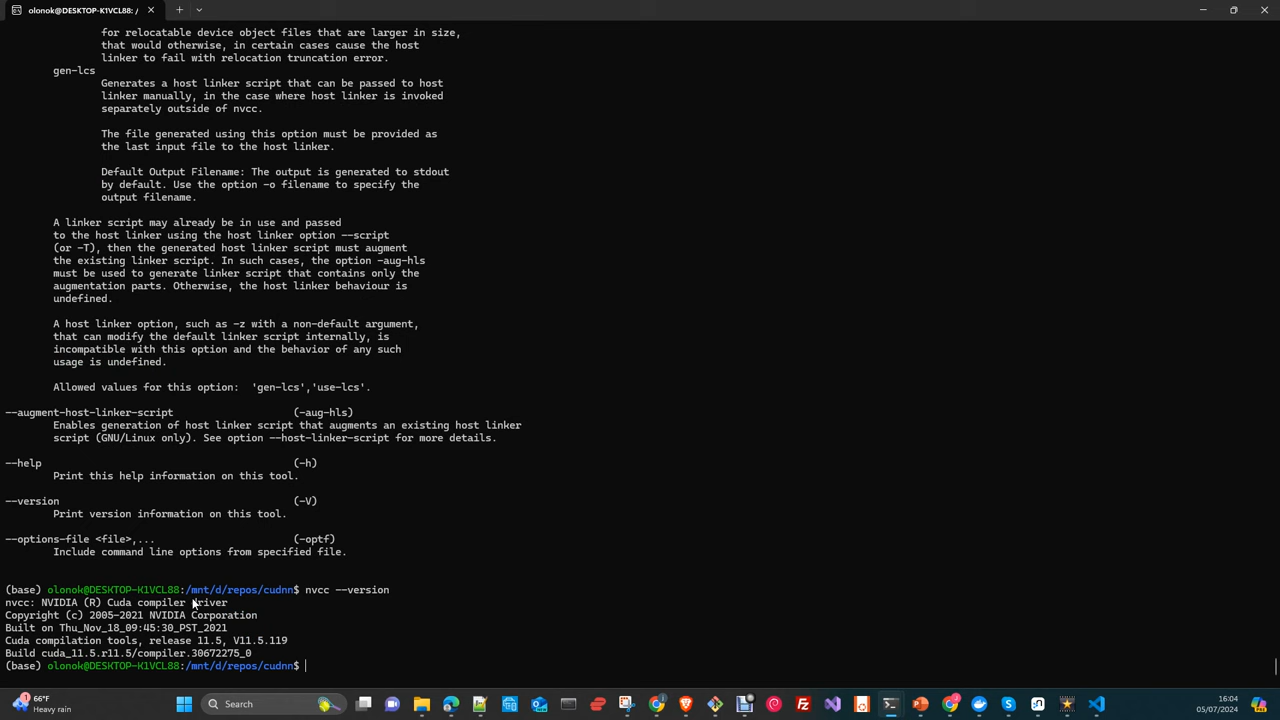 olonok@DESKTOP-K1VCL88: /
for relocatable device object files that are larger in size,
that would otherwise, in certain cases cause the host
linker to fail with relocation truncation error.
gen-lcs
Generates a host linker script that can be passed to host
linker manually, in the case where host linker is invoked
separately outside of nvcc.
The file generated using this option must be provided as
the last input file to the host linker.
Default Output Filename: The output is generated to stdout
by default. Use the option -o filename to specify the
output filename.
A linker script may already be in use and passed
to the host linker using the host linker option --script
(or -T), then the generated host linker script must augment
the existing linker script. In such cases, the option -aug-hls
must be used to generate linker script that contains only the
augmentation parts. Otherwise, the host linker behaviour is
undefined.
A host linker option, such as -z with a non-default argument,
that can modify the default linker script internally, is
incompatible with this option and the behavior of any such
usage is undefined.
Allowed values for this option:  'gen-lcs','use-lcs'.
--augment-host-linker-script (-aug-hls)
Enables generation of host linker script that augments an existing host linker
script (GNU/Linux only). See option --host-linker-script for more details.
--help (-h)
Print this help information on this tool.
--version (-V)
Print version information on this tool.
--options-file <file>,... (-optf)
Include command line options from specified file.
(base) olonok@DESKTOP-K1VCL88:/mnt/d/repos/cudnn$ nvcc --version
nvcc: NVIDIA (R) Cuda compiler driver
Copyright (c) 2005-2021 NVIDIA Corporation
Built on Thu_Nov_18_09:45:30_PST_2021
Cuda compilation tools, release 11.5, V11.5.119
Build cuda_11.5.r11.5/compiler.30672275_0
(base) olonok@DESKTOP-K1VCL88:/mnt/d/repos/cudnn$
1
66°F
Heavy rain
Search
16:04
05/07/2024